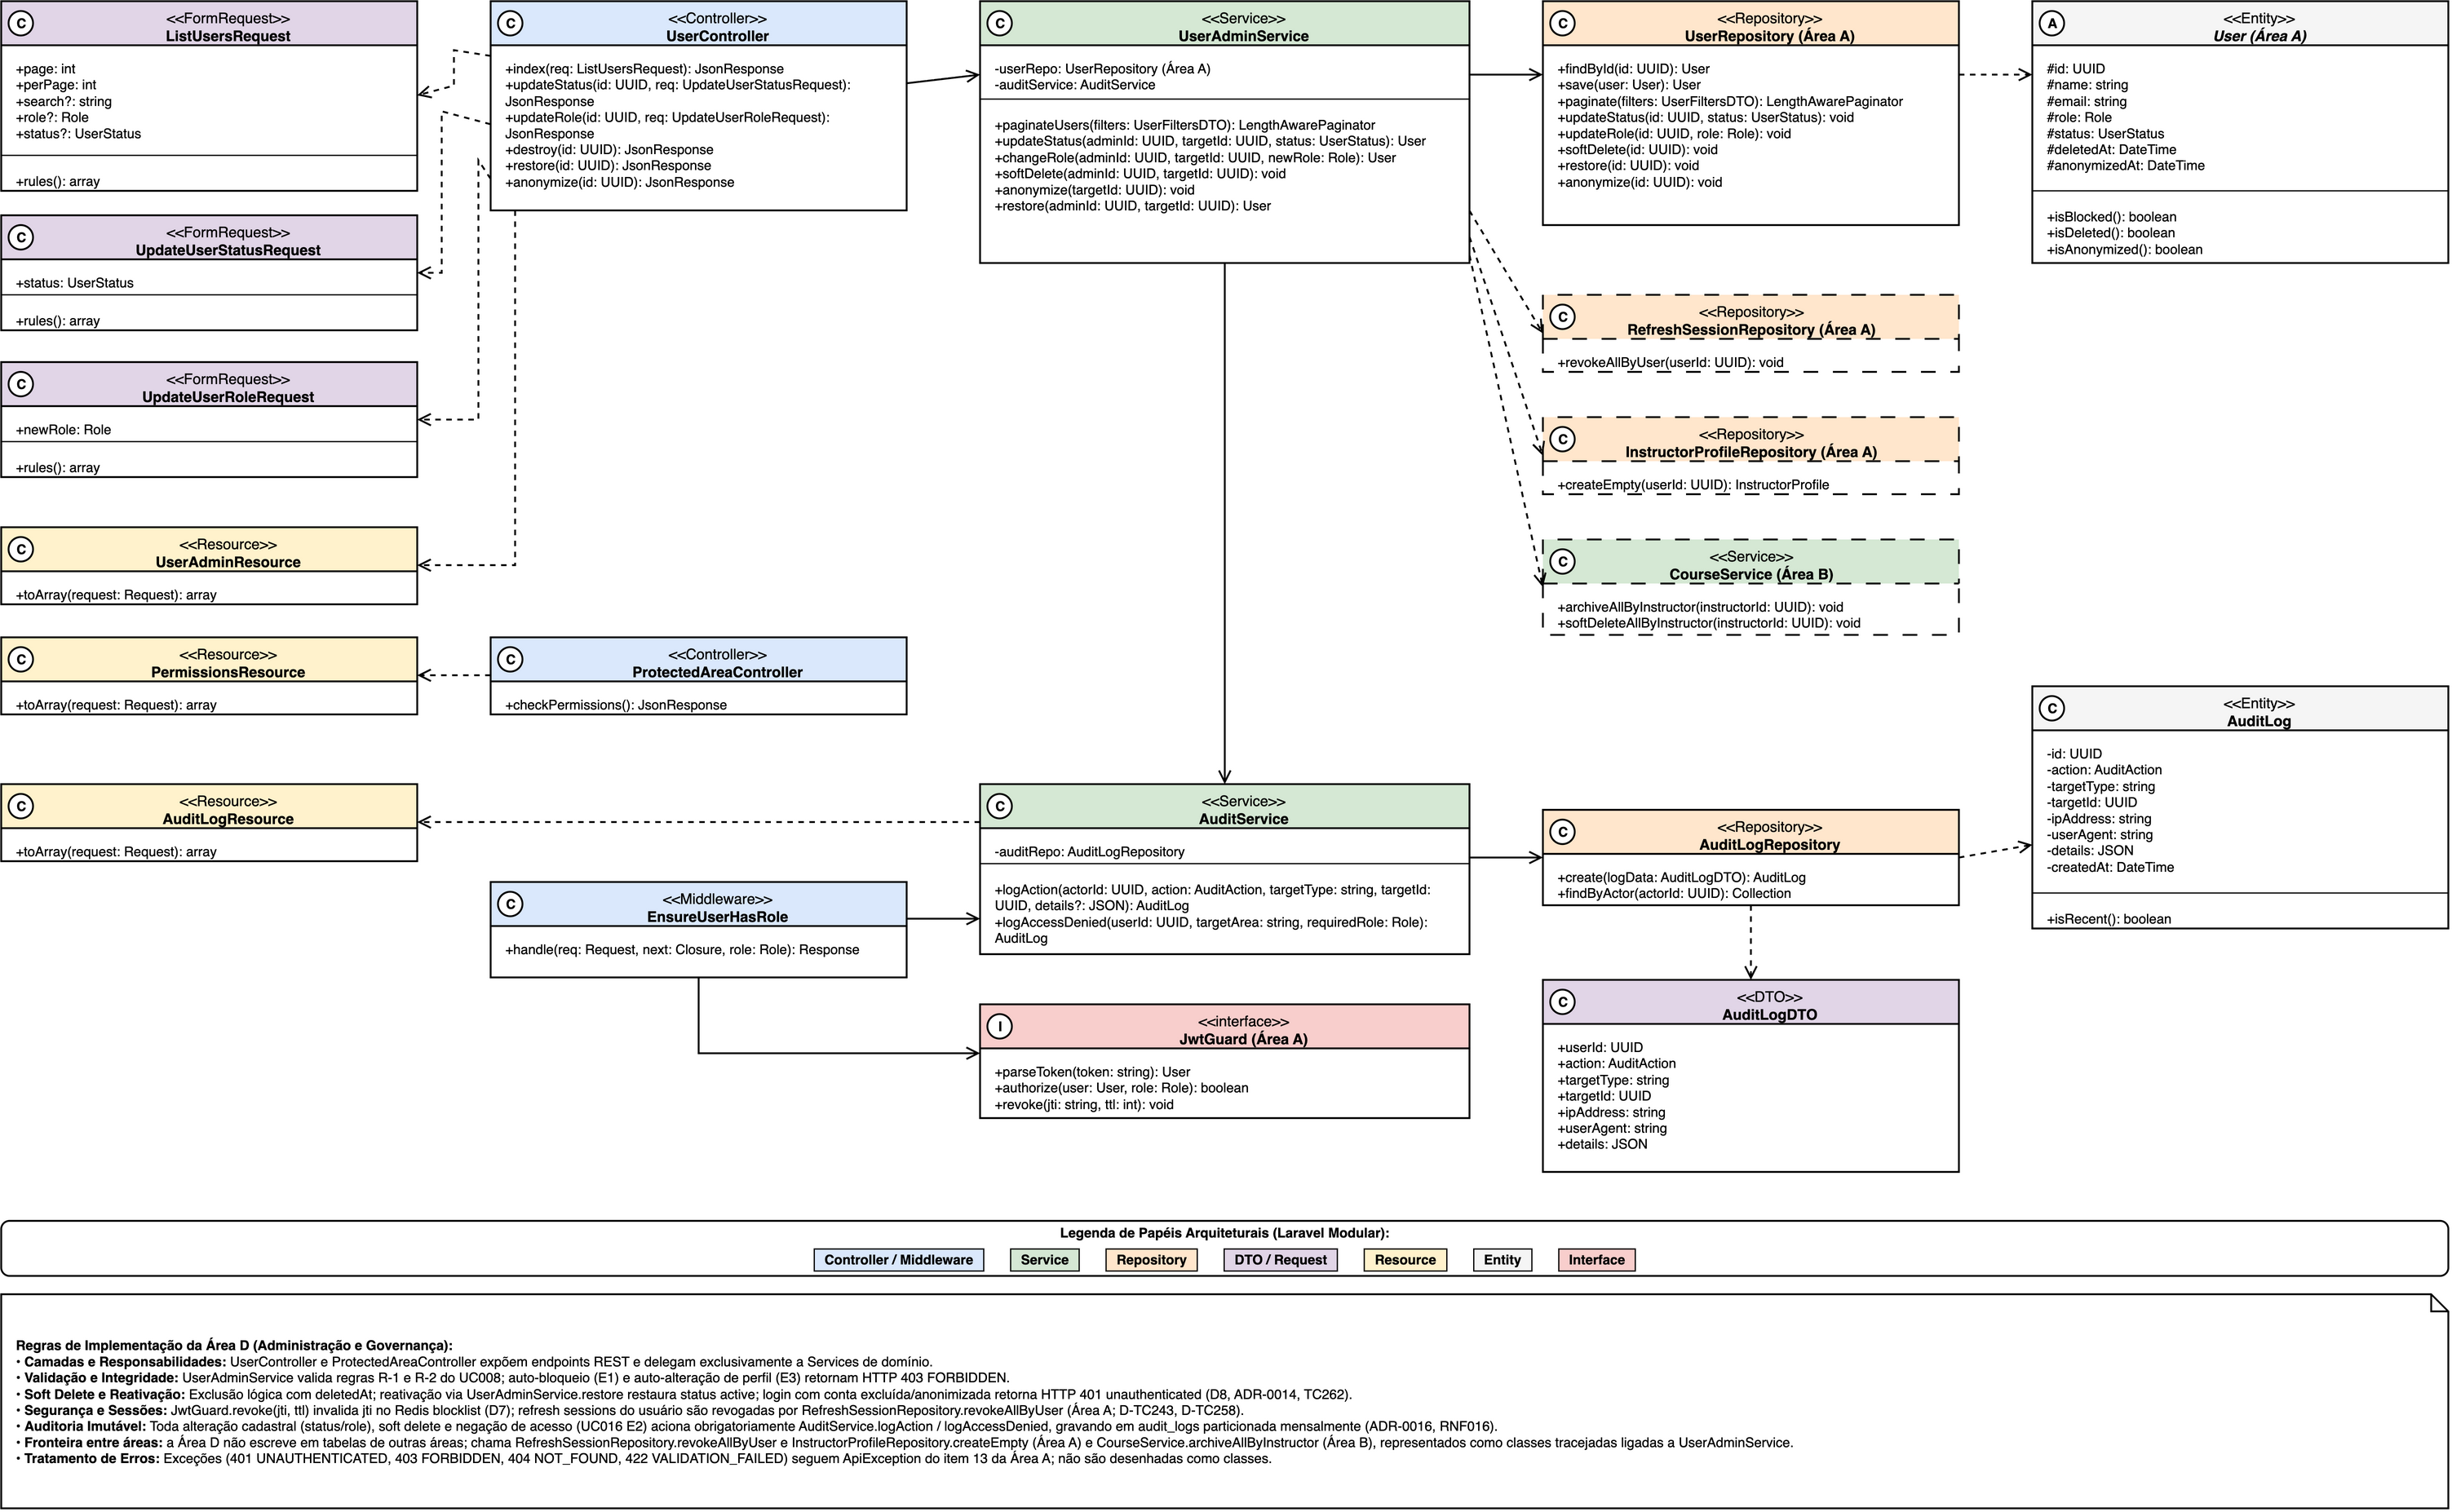 C
<<FormRequest>>
ListUsersRequest
+page: int
+perPage: int
+search?: string
+role?: Role
+status?: UserStatus
+rules(): array
C
<<FormRequest>>
UpdateUserStatusRequest
+status: UserStatus
+rules(): array
C
<<FormRequest>>
UpdateUserRoleRequest
+newRole: Role
+rules(): array
C
<<Resource>>
UserAdminResource
+toArray(request: Request): array
C
<<Resource>>
PermissionsResource
+toArray(request: Request): array
C
<<Resource>>
AuditLogResource
+toArray(request: Request): array
C
<<Controller>>
UserController
+index(req: ListUsersRequest): JsonResponse
+updateStatus(id: UUID, req: UpdateUserStatusRequest):
JsonResponse
+updateRole(id: UUID, req: UpdateUserRoleRequest):
JsonResponse
+destroy(id: UUID): JsonResponse
+restore(id: UUID): JsonResponse
+anonymize(id: UUID): JsonResponse
C
<<Controller>>
ProtectedAreaController
+checkPermissions(): JsonResponse
C
<<Middleware>>
EnsureUserHasRole
+handle(req: Request, next: Closure, role: Role): Response
C
<<Service>>
UserAdminService
-userRepo: UserRepository (Área A)
-auditService: AuditService
+paginateUsers(filters: UserFiltersDTO): LengthAwarePaginator
+updateStatus(adminId: UUID, targetId: UUID, status: UserStatus): User
+changeRole(adminId: UUID, targetId: UUID, newRole: Role): User
+softDelete(adminId: UUID, targetId: UUID): void
+anonymize(targetId: UUID): void
+restore(adminId: UUID, targetId: UUID): User
C
<<Service>>
AuditService
-auditRepo: AuditLogRepository
+logAction(actorId: UUID, action: AuditAction, targetType: string, targetId:
UUID, details?: JSON): AuditLog
+logAccessDenied(userId: UUID, targetArea: string, requiredRole: Role):
AuditLog
I
<<interface>>
JwtGuard (Área A)
+parseToken(token: string): User
+authorize(user: User, role: Role): boolean
+revoke(jti: string, ttl: int): void
C
<<Repository>>
UserRepository (Área A)
+findById(id: UUID): User
+save(user: User): User
+paginate(filters: UserFiltersDTO): LengthAwarePaginator
+updateStatus(id: UUID, status: UserStatus): void
+updateRole(id: UUID, role: Role): void
+softDelete(id: UUID): void
+restore(id: UUID): void
+anonymize(id: UUID): void
C
<<Repository>>
RefreshSessionRepository (Área A)
+revokeAllByUser(userId: UUID): void
C
<<Repository>>
InstructorProfileRepository (Área A)
+createEmpty(userId: UUID): InstructorProfile
C
<<Service>>
CourseService (Área B)
+archiveAllByInstructor(instructorId: UUID): void
+softDeleteAllByInstructor(instructorId: UUID): void
C
<<Repository>>
AuditLogRepository
+create(logData: AuditLogDTO): AuditLog
+findByActor(actorId: UUID): Collection
C
<<DTO>>
AuditLogDTO
+userId: UUID
+action: AuditAction
+targetType: string
+targetId: UUID
+ipAddress: string
+userAgent: string
+details: JSON
A
<<Entity>>
User (Área A)
#id: UUID
#name: string
#email: string
#role: Role
#status: UserStatus
#deletedAt: DateTime
#anonymizedAt: DateTime
+isBlocked(): boolean
+isDeleted(): boolean
+isAnonymized(): boolean
C
<<Entity>>
AuditLog
-id: UUID
-action: AuditAction
-targetType: string
-targetId: UUID
-ipAddress: string
-userAgent: string
-details: JSON
-createdAt: DateTime
+isRecent(): boolean
Legenda de Papéis Arquiteturais (Laravel Modular):
Controller / Middleware Service Repository DTO / Request Resource Entity Interface
Regras de Implementação da Área D (Administração e Governança):
• Camadas e Responsabilidades: UserController e ProtectedAreaController expõem endpoints REST e delegam exclusivamente a Services de domínio.
• Validação e Integridade: UserAdminService valida regras R-1 e R-2 do UC008; auto-bloqueio (E1) e auto-alteração de perfil (E3) retornam HTTP 403 FORBIDDEN.
• Soft Delete e Reativação: Exclusão lógica com deletedAt; reativação via UserAdminService.restore restaura status active; login com conta excluída/anonimizada retorna HTTP 401 unauthenticated (D8, ADR-0014, TC262).
• Segurança e Sessões: JwtGuard.revoke(jti, ttl) invalida jti no Redis blocklist (D7); refresh sessions do usuário são revogadas por RefreshSessionRepository.revokeAllByUser (Área A; D-TC243, D-TC258).
• Auditoria Imutável: Toda alteração cadastral (status/role), soft delete e negação de acesso (UC016 E2) aciona obrigatoriamente AuditService.logAction / logAccessDenied, gravando em audit_logs particionada mensalmente (ADR-0016, RNF016).
• Fronteira entre áreas: a Área D não escreve em tabelas de outras áreas; chama RefreshSessionRepository.revokeAllByUser e InstructorProfileRepository.createEmpty (Área A) e CourseService.archiveAllByInstructor (Área B), representados como classes tracejadas ligadas a UserAdminService.
• Tratamento de Erros: Exceções (401 UNAUTHENTICATED, 403 FORBIDDEN, 404 NOT_FOUND, 422 VALIDATION_FAILED) seguem ApiException do item 13 da Área A; não são desenhadas como classes.